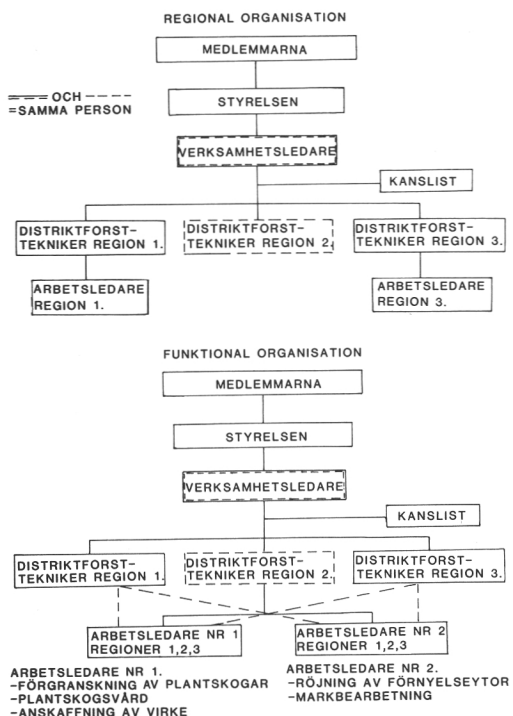 REGIONAL ORGANISATION
MEDLEMMARNA
OCH
=SAMMA PERSON
STYRELSEN
VERKSAMHETSLEDARE
KANSLIST
DISTRIKTFORST-
TEKNIKER REGION 1.
DISTRIKTFORST-
TEKNIKER REGION 2.
DISTRIKTFORST-
TEKNIKER REGION 3.
ARBETSLEDARE
REGION 1.
ARBETSLEDARE
REGION 3.
FUNKTIONAL ORGANISATION
MEDLEMMARNA
STYRELSEN
VERKSAMHETSLEDARE
KANSLIST
DISTRIKTFORST-
TEKNIKER REGION 1.
DISTRIKTFORST-
TEKNIKER REGION 2.
DISTRIKTFORST-
TEKNIKER REGION 3.
ARBETSLEDARE NR 1
REGIONER 1,2,3
ARBETSLEDARE NR 2
REGIONER 1,2,3
ARBETSLEDARE NR 1.
-FÖRGRANSKNING AV PLANTSKOGAR
-PLANTSKOGSVÅRD
-ANSKAFFNING AV VIRKE
ARBETSLEDARE NR 2.
-RÖJNING AV FÖRNYELSEYTOR
-MARKBEARBETNING